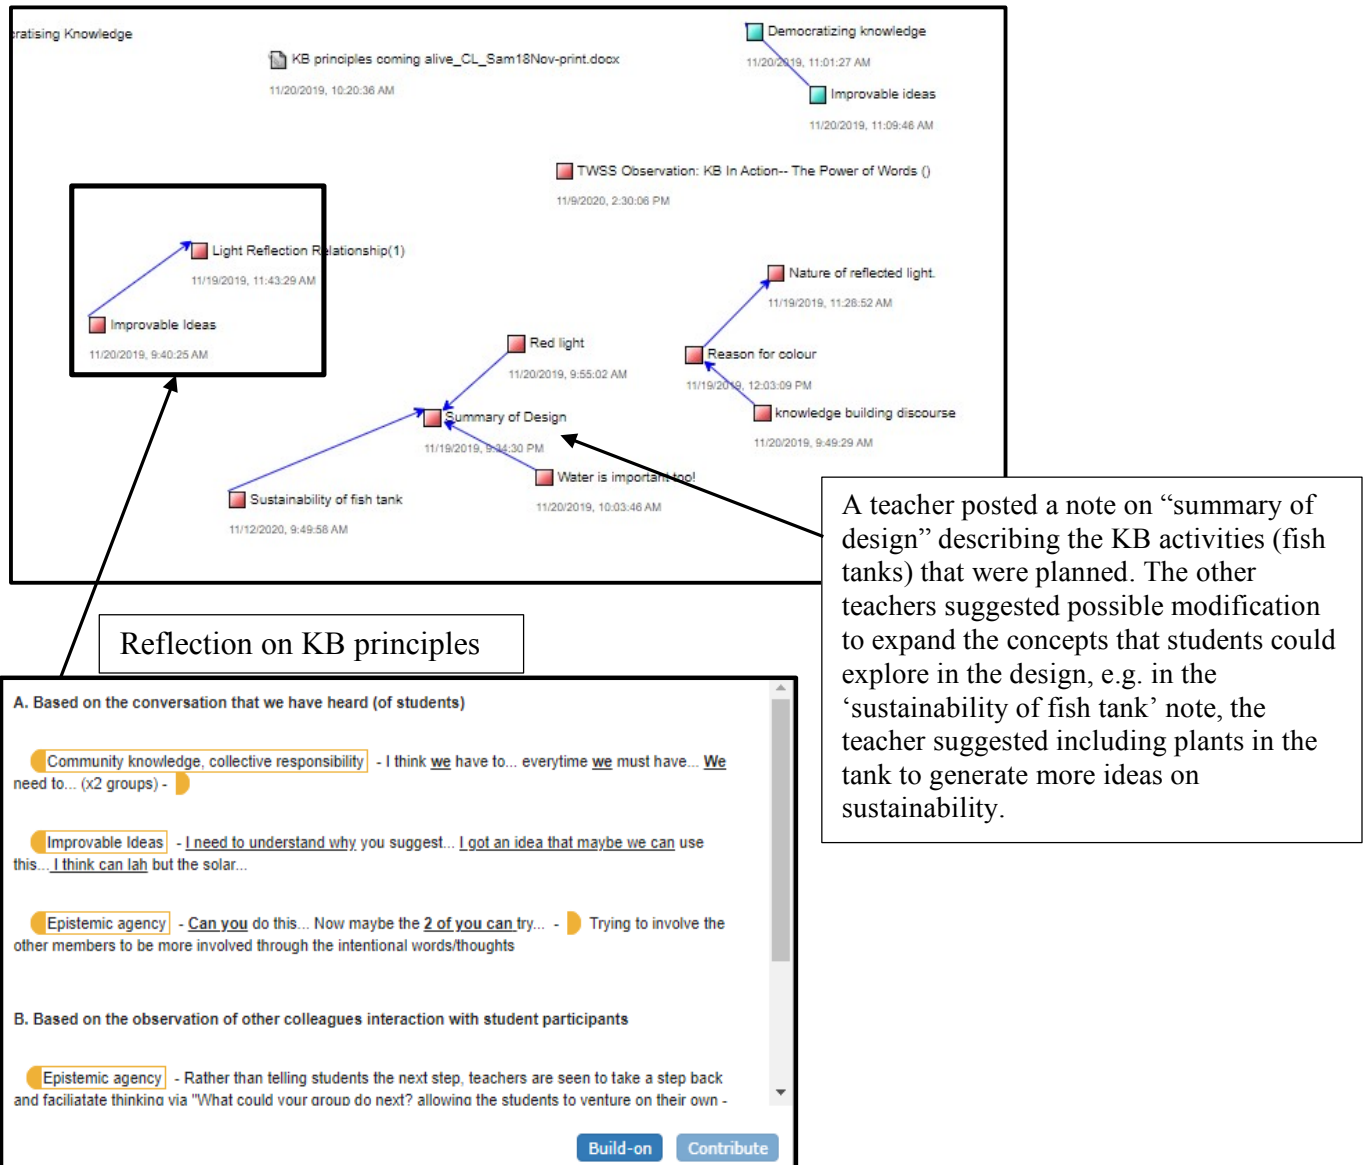 ratising Knowledge
KB principles coming alive_CL_Sam18Nov-print.docx
11/20/2019, 10:20:36 AM
Democratizing knowledge
11/20/2019, 11:01:27 AM
Improvable ideas
11/20/2019, 11:09:46 AM
TWSS Observation: KB In Action-- The Power of Words ()
11/9/2020, 2:30:06 PM
Light Reflection Relationship(1)
11/19/2019, 11:43:29 AM
Improvable Ideas
11/20/2019, 9:40:25 AM
Nature of reflected light.
11/19/2019, 11:28:52 AM
Red light
11/20/2019, 9:55:02 AM
Reason for colour
11/19/2019, 12:03:09 PM
Summary of Design
11/19/2019, 9:34:30 PM
knowledge building discourse
11/20/2019, 9:49:29 AM
Water is important too!
11/20/2019, 10:03:46 AM
Sustainability of fish tank
11/12/2020, 9:49:58 AM
A teacher posted a note on “summary of
design” describing the KB activities (fish
tanks) that were planned. The other
teachers suggested possible modification
to expand the concepts that students could
explore in the design, e.g. in the
‘sustainability of fish tank’ note, the
teacher suggested including plants in the
tank to generate more ideas on
sustainability.
Reflection on KB principles
A. Based on the conversation that we have heard (of students)
Community knowledge, collective responsibility - I think we have to... everytime we must have... We
need to... (x2 groups) -
Improvable Ideas - I need to understand why you suggest... I got an idea that maybe we can use
this... I think can lah but the solar...
Epistemic agency - Can you do this... Now maybe the 2 of you can try... - Trying to involve the
other members to be more involved through the intentional words/thoughts
B. Based on the observation of other colleagues interaction with student participants
Epistemic agency - Rather than telling students the next step, teachers are seen to take a step back
and faciliatate thinking via "What could your group do next? allowing the students to venture on their own -
Build-on
Contribute